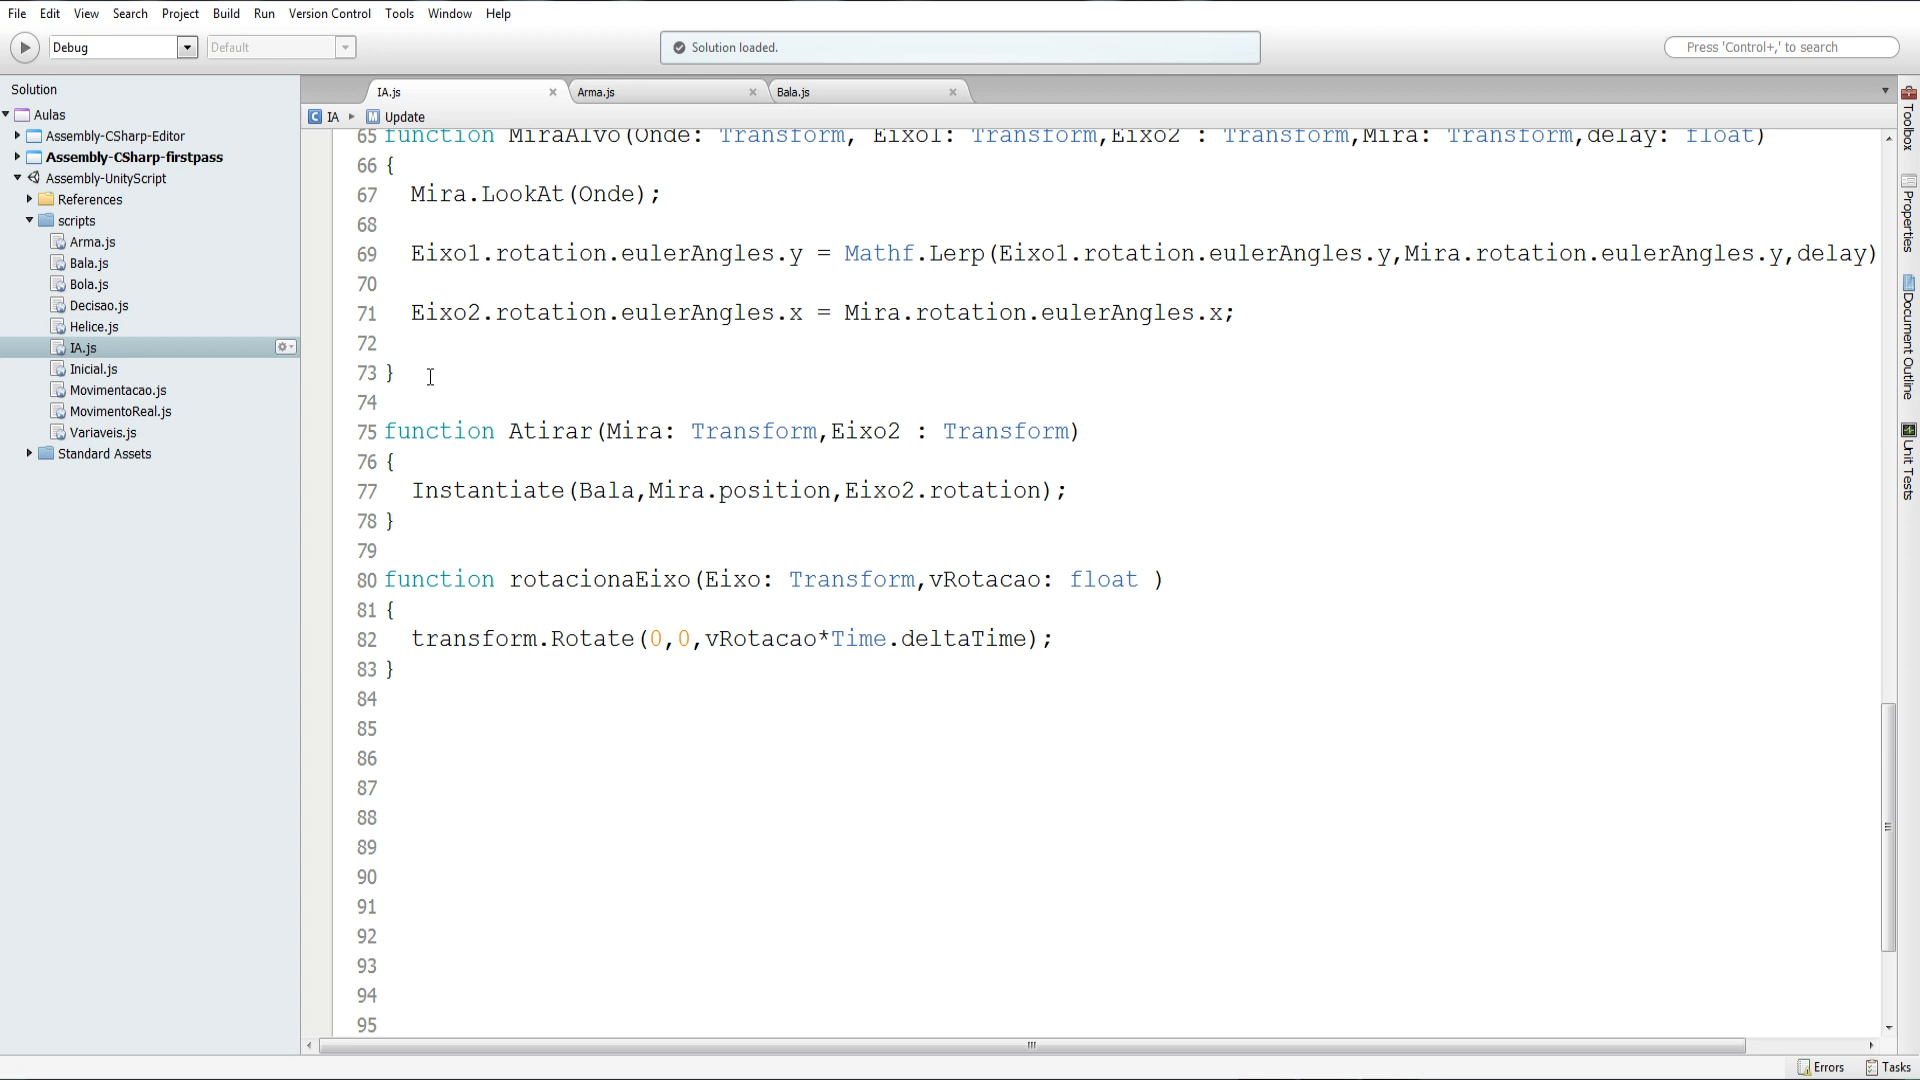 File Edit View Search Project Build Run Version Control Tools Window Help
Debug Default Solution loaded. Press 'Control+,' to search
Solution
Aulas
Assembly-CSharp-Editor
Assembly-CSharp-firstpass
Assembly-UnityScript
References
scripts
Arma.js
Bala.js
Bola.js
Decisao.js
Helice.js
IA.js
Inicial.js
Movimentacao.js
MovimentoReal.js
Variaveis.js
Standard Assets
IA.js Arma.js Bala.js
IA Update
65 function MiraAlvo(Onde: Transform, Eixo1: Transform,Eixo2 : Transform,Mira: Transform,delay: float)
66 {
67 Mira.LookAt(Onde);
68
69 Eixo1.rotation.eulerAngles.y = Mathf.Lerp(Eixo1.rotation.eulerAngles.y,Mira.rotation.eulerAngles.y,delay)
70
71 Eixo2.rotation.eulerAngles.x = Mira.rotation.eulerAngles.x;
72
73 }
74
75 function Atirar(Mira: Transform,Eixo2 : Transform)
76 {
77 Instantiate(Bala,Mira.position,Eixo2.rotation);
78 }
79
80 function rotacionaEixo(Eixo: Transform,vRotacao: float )
81 {
82 transform.Rotate(0,0,vRotacao*Time.deltaTime);
83 }
84
85
86
87
88
89
90
91
92
93
94
95
Toolbox
Properties
Document Outline
Unit Tests
Errors Tasks